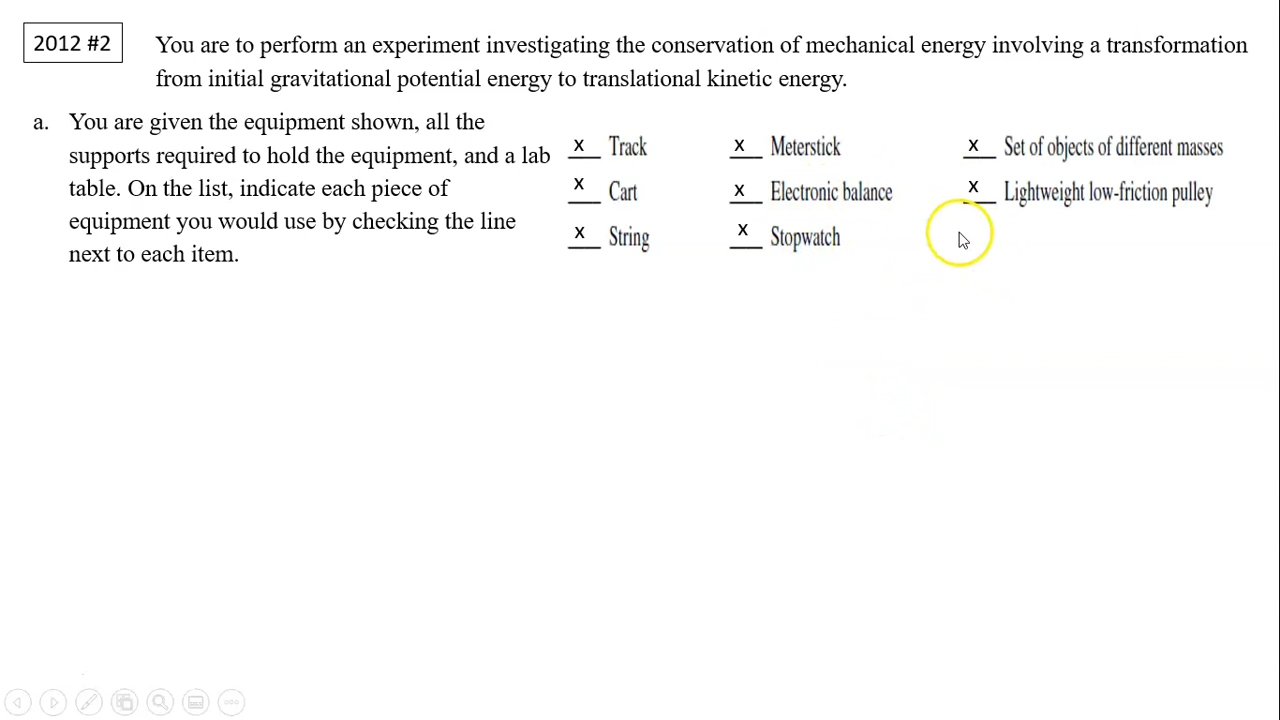 2012 #2
You are to perform an experiment investigating the conservation of mechanical energy involving a transformation
from initial gravitational potential energy to translational kinetic energy.
a. You are given the equipment shown, all the
supports required to hold the equipment, and a lab
table. On the list, indicate each piece of
equipment you would use by checking the line
next to each item.
x Track
x Cart
x String
x Meterstick
x Electronic balance
x Stopwatch
x Set of objects of different masses
x Lightweight low-friction pulley